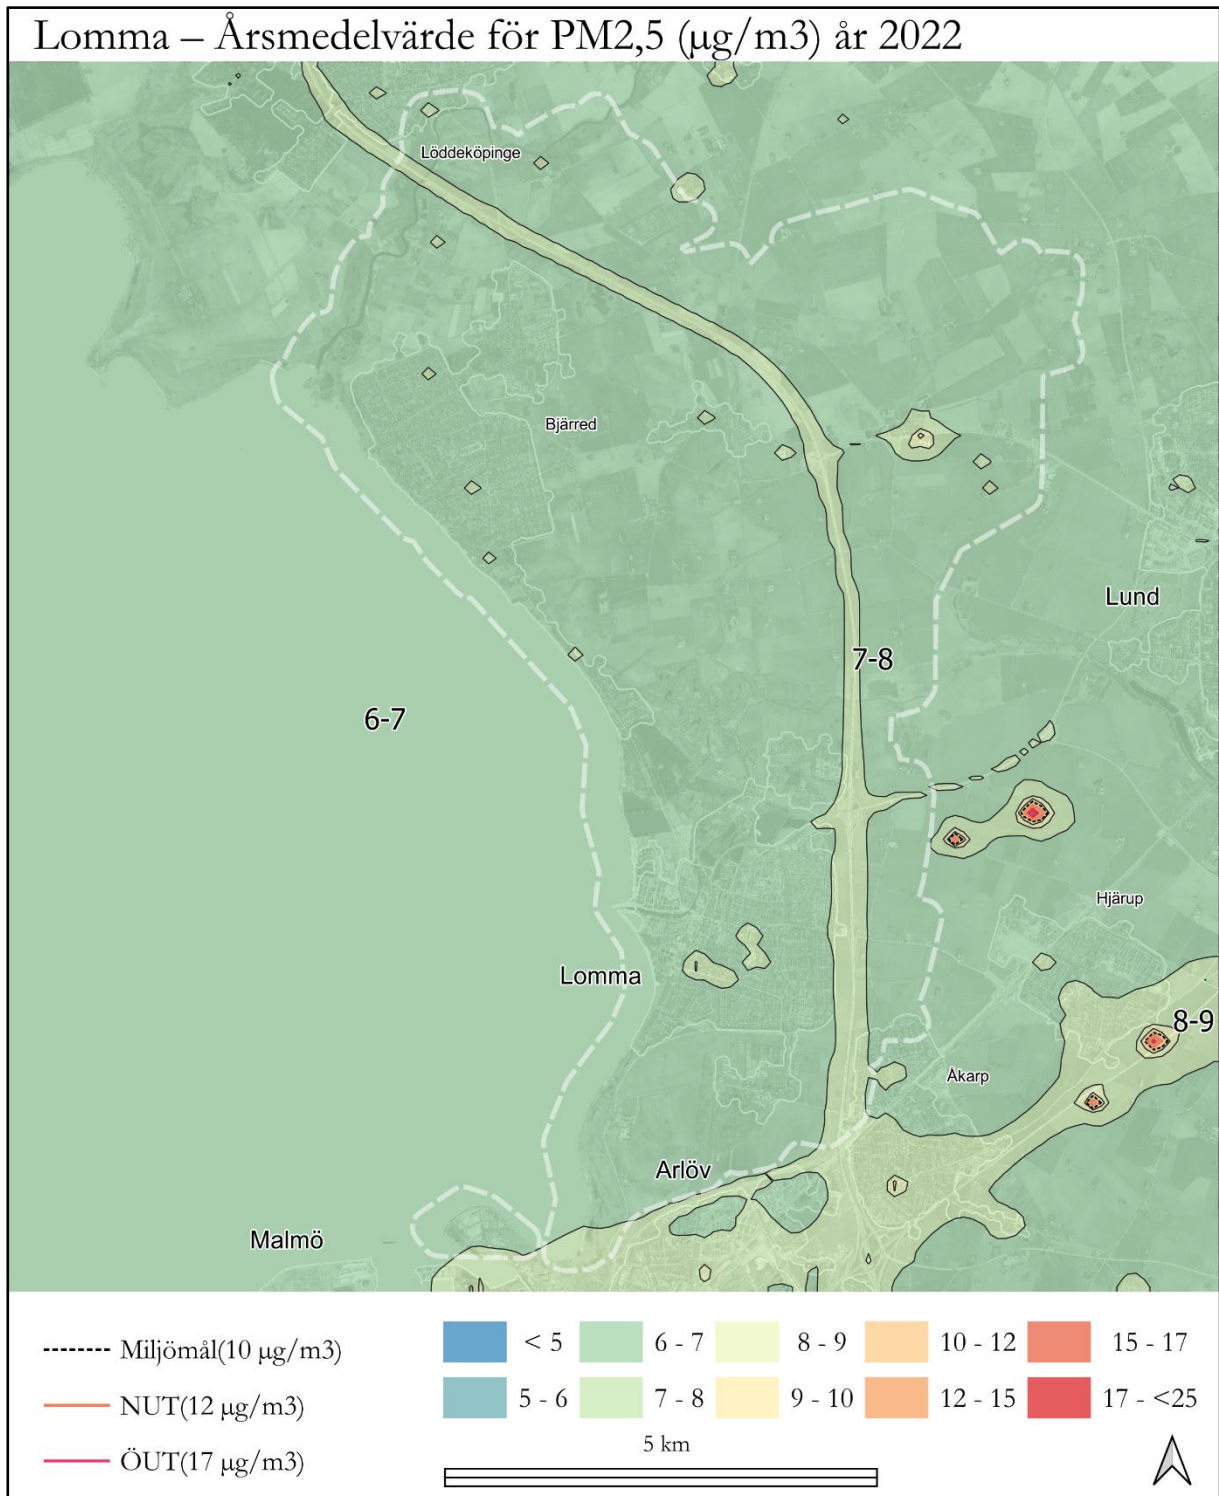 Lomma – Årsmedelvärde för PM2,5 (µg/m3) år 2022
Löddeköpinge
Bjärred
Lund
7-8
6-7
Hjärup
Lomma
8-9
Åkarp
Arlöv
Malmö
Miljömål(10 µg/m3)
NUT(12 µg/m3)
ÖUT(17 µg/m3)
< 5
6 - 7
8 - 9
10 - 12
15 - 17
5 - 6
7 - 8
9 - 10
12 - 15
17 - <25
5 km